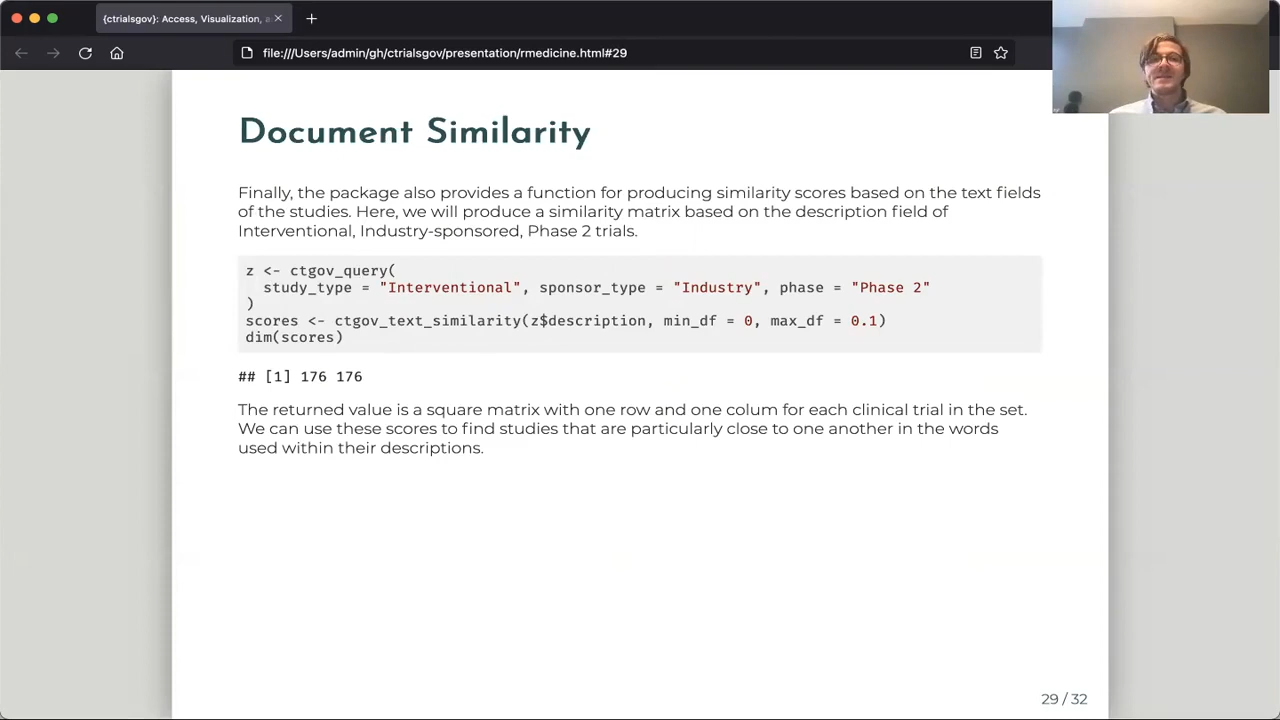 {ctrialsgov}: Access, Visualization, a
file:///Users/admin/gh/ctrialsgov/presentation/rmedicine.html#29
Document Similarity
Finally, the package also provides a function for producing similarity scores based on the text fields
of the studies. Here, we will produce a similarity matrix based on the description field of
Interventional, Industry-sponsored, Phase 2 trials.
z <- ctgov_query(
  study_type = "Interventional", sponsor_type = "Industry", phase = "Phase 2"
)
scores <- ctgov_text_similarity(z$description, min_df = 0, max_df = 0.1)
dim(scores)
## [1] 176 176
The returned value is a square matrix with one row and one colum for each clinical trial in the set.
We can use these scores to find studies that are particularly close to one another in the words
used within their descriptions.
29 / 32